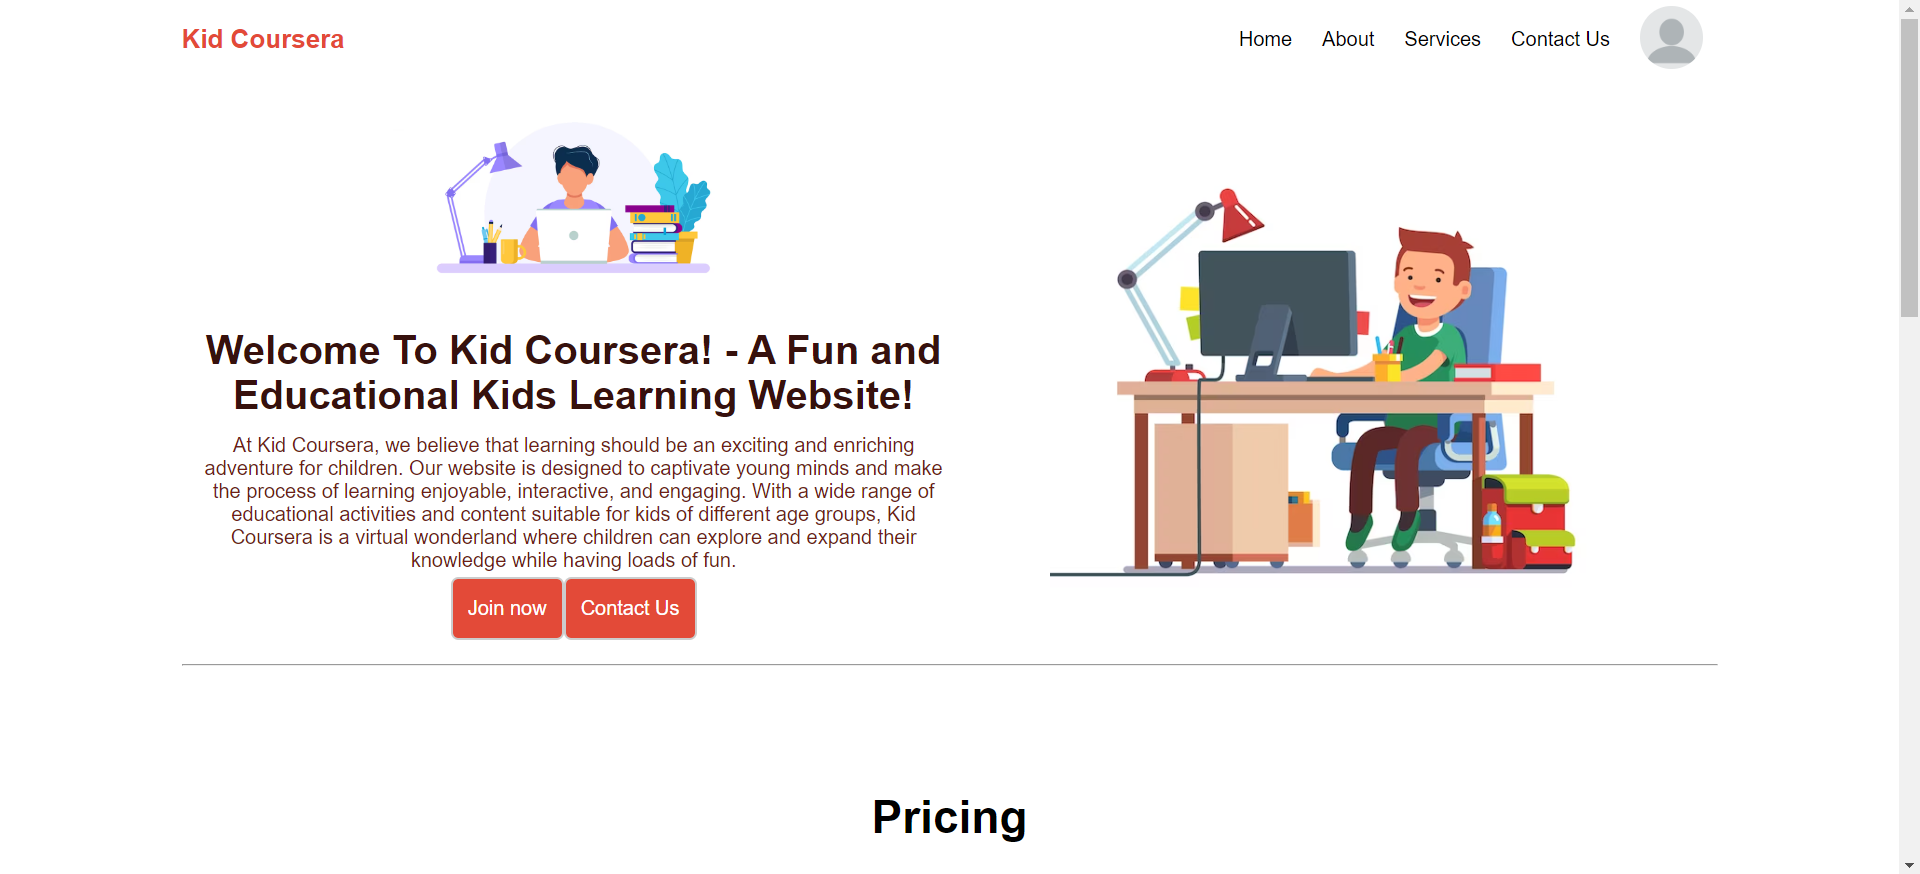 Kid Coursera
Home
About
Services
Contact Us
Welcome To Kid Coursera! - A Fun and
Educational Kids Learning Website!
At Kid Coursera, we believe that learning should be an exciting and enriching
adventure for children. Our website is designed to captivate young minds and make
the process of learning enjoyable, interactive, and engaging. With a wide range of
educational activities and content suitable for kids of different age groups, Kid
Coursera is a virtual wonderland where children can explore and expand their
knowledge while having loads of fun.
Join now
Contact Us
Pricing